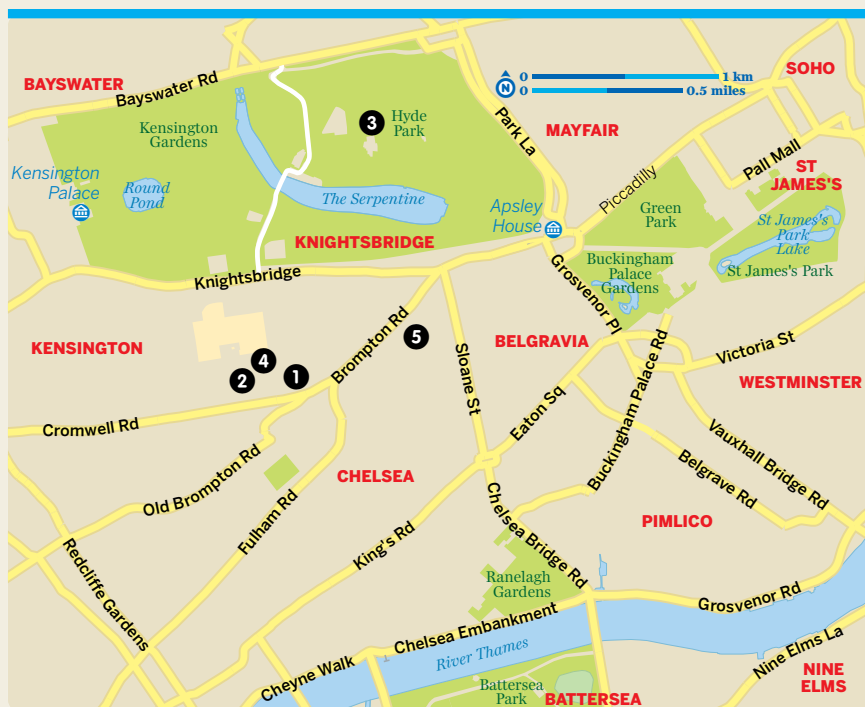 BAYSWATER
Bayswater Rd
0 1 km
N
0 0.5 miles
SOHO
3
Hyde
Park
Kensington
Gardens
Park La
MAYFAIR
Pall Mall
ST
JAMES'S
Kensington
Palace
Round
Pond
The Serpentine
Apsley
House
Piccadilly
Green
Park
St James's
Park
Lake
St James's Park
KNIGHTSBRIDGE
Knightsbridge
Buckingham
Palace
Gardens
Grosvenor Pl
KENSINGTON
4
2
1
Brompton Rd
5
Sloane St
BELGRAVIA
Buckingham Palace Rd
Victoria St
WESTMINSTER
Cromwell Rd
Eaton Sq
Old Brompton Rd
CHELSEA
Vauxhall Bridge Rd
Belgrave Rd
Fulham Rd
King's Rd
Chelsea Bridge Rd
PIMLICO
Redcliffe Gardens
Ranelagh
Gardens
Grosvenor Rd
Chelsea Embankment
River Thames
Cheyne Walk
Nine Elms La
NINE
ELMS
Battersea
Park
BATTERSEA